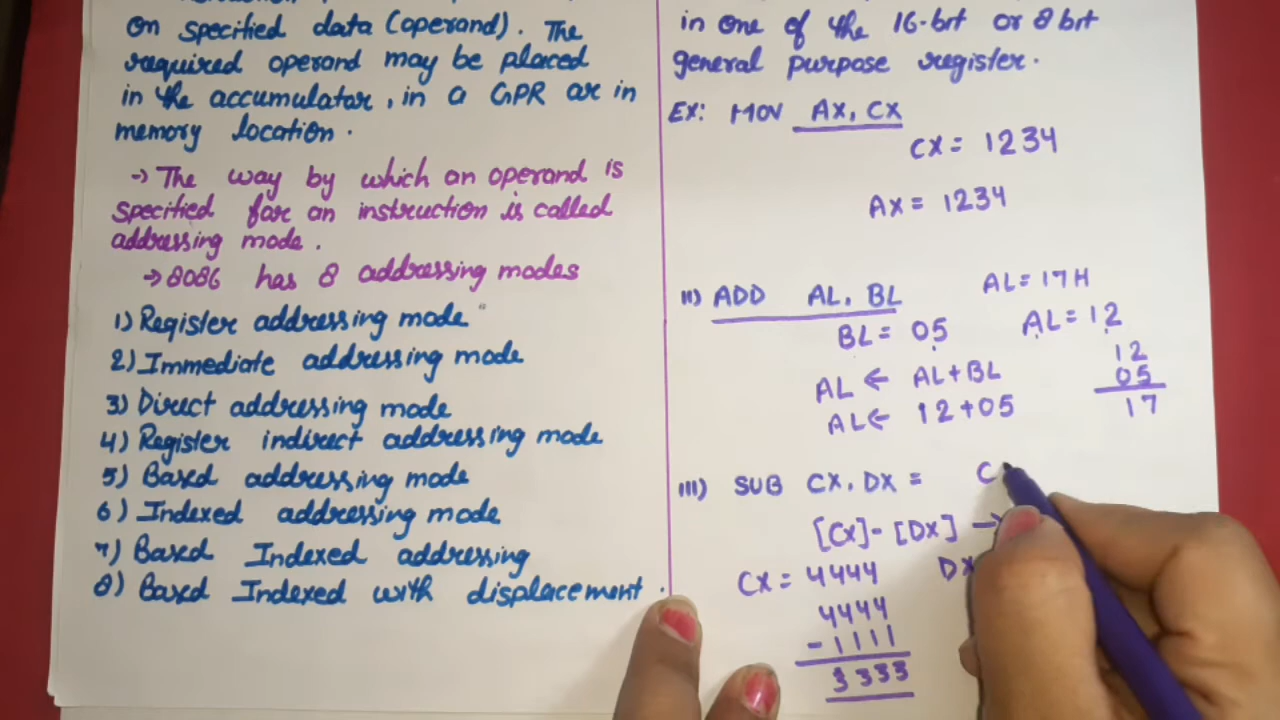 on specified data (operand). The
required operand may be placed
in the accumulator, in a GPR or in
memory location.
-> The way by which an operand is
specified for an instruction is called
addressing mode.
-> 8086 has 8 addressing modes
1) Register addressing mode
2) Immediate addressing mode
3) Direct addressing mode
4) Register indirect addressing mode
5) Based addressing mode
6) Indexed addressing mode
7) Based Indexed addressing
8) Based Indexed with displacement.
in one of the 16-bit or 8 bit
general purpose register.
EX: MOV AX, CX
CX = 1234
AX = 1234
II) ADD AL, BL AL = 17H
BL = 05 AL = 12
AL ← AL+BL
AL ← 12+05
12
05
17
III) SUB CX, DX = C
[CX]-[DX] →
CX = 4444 DX
4444
-1111
3333